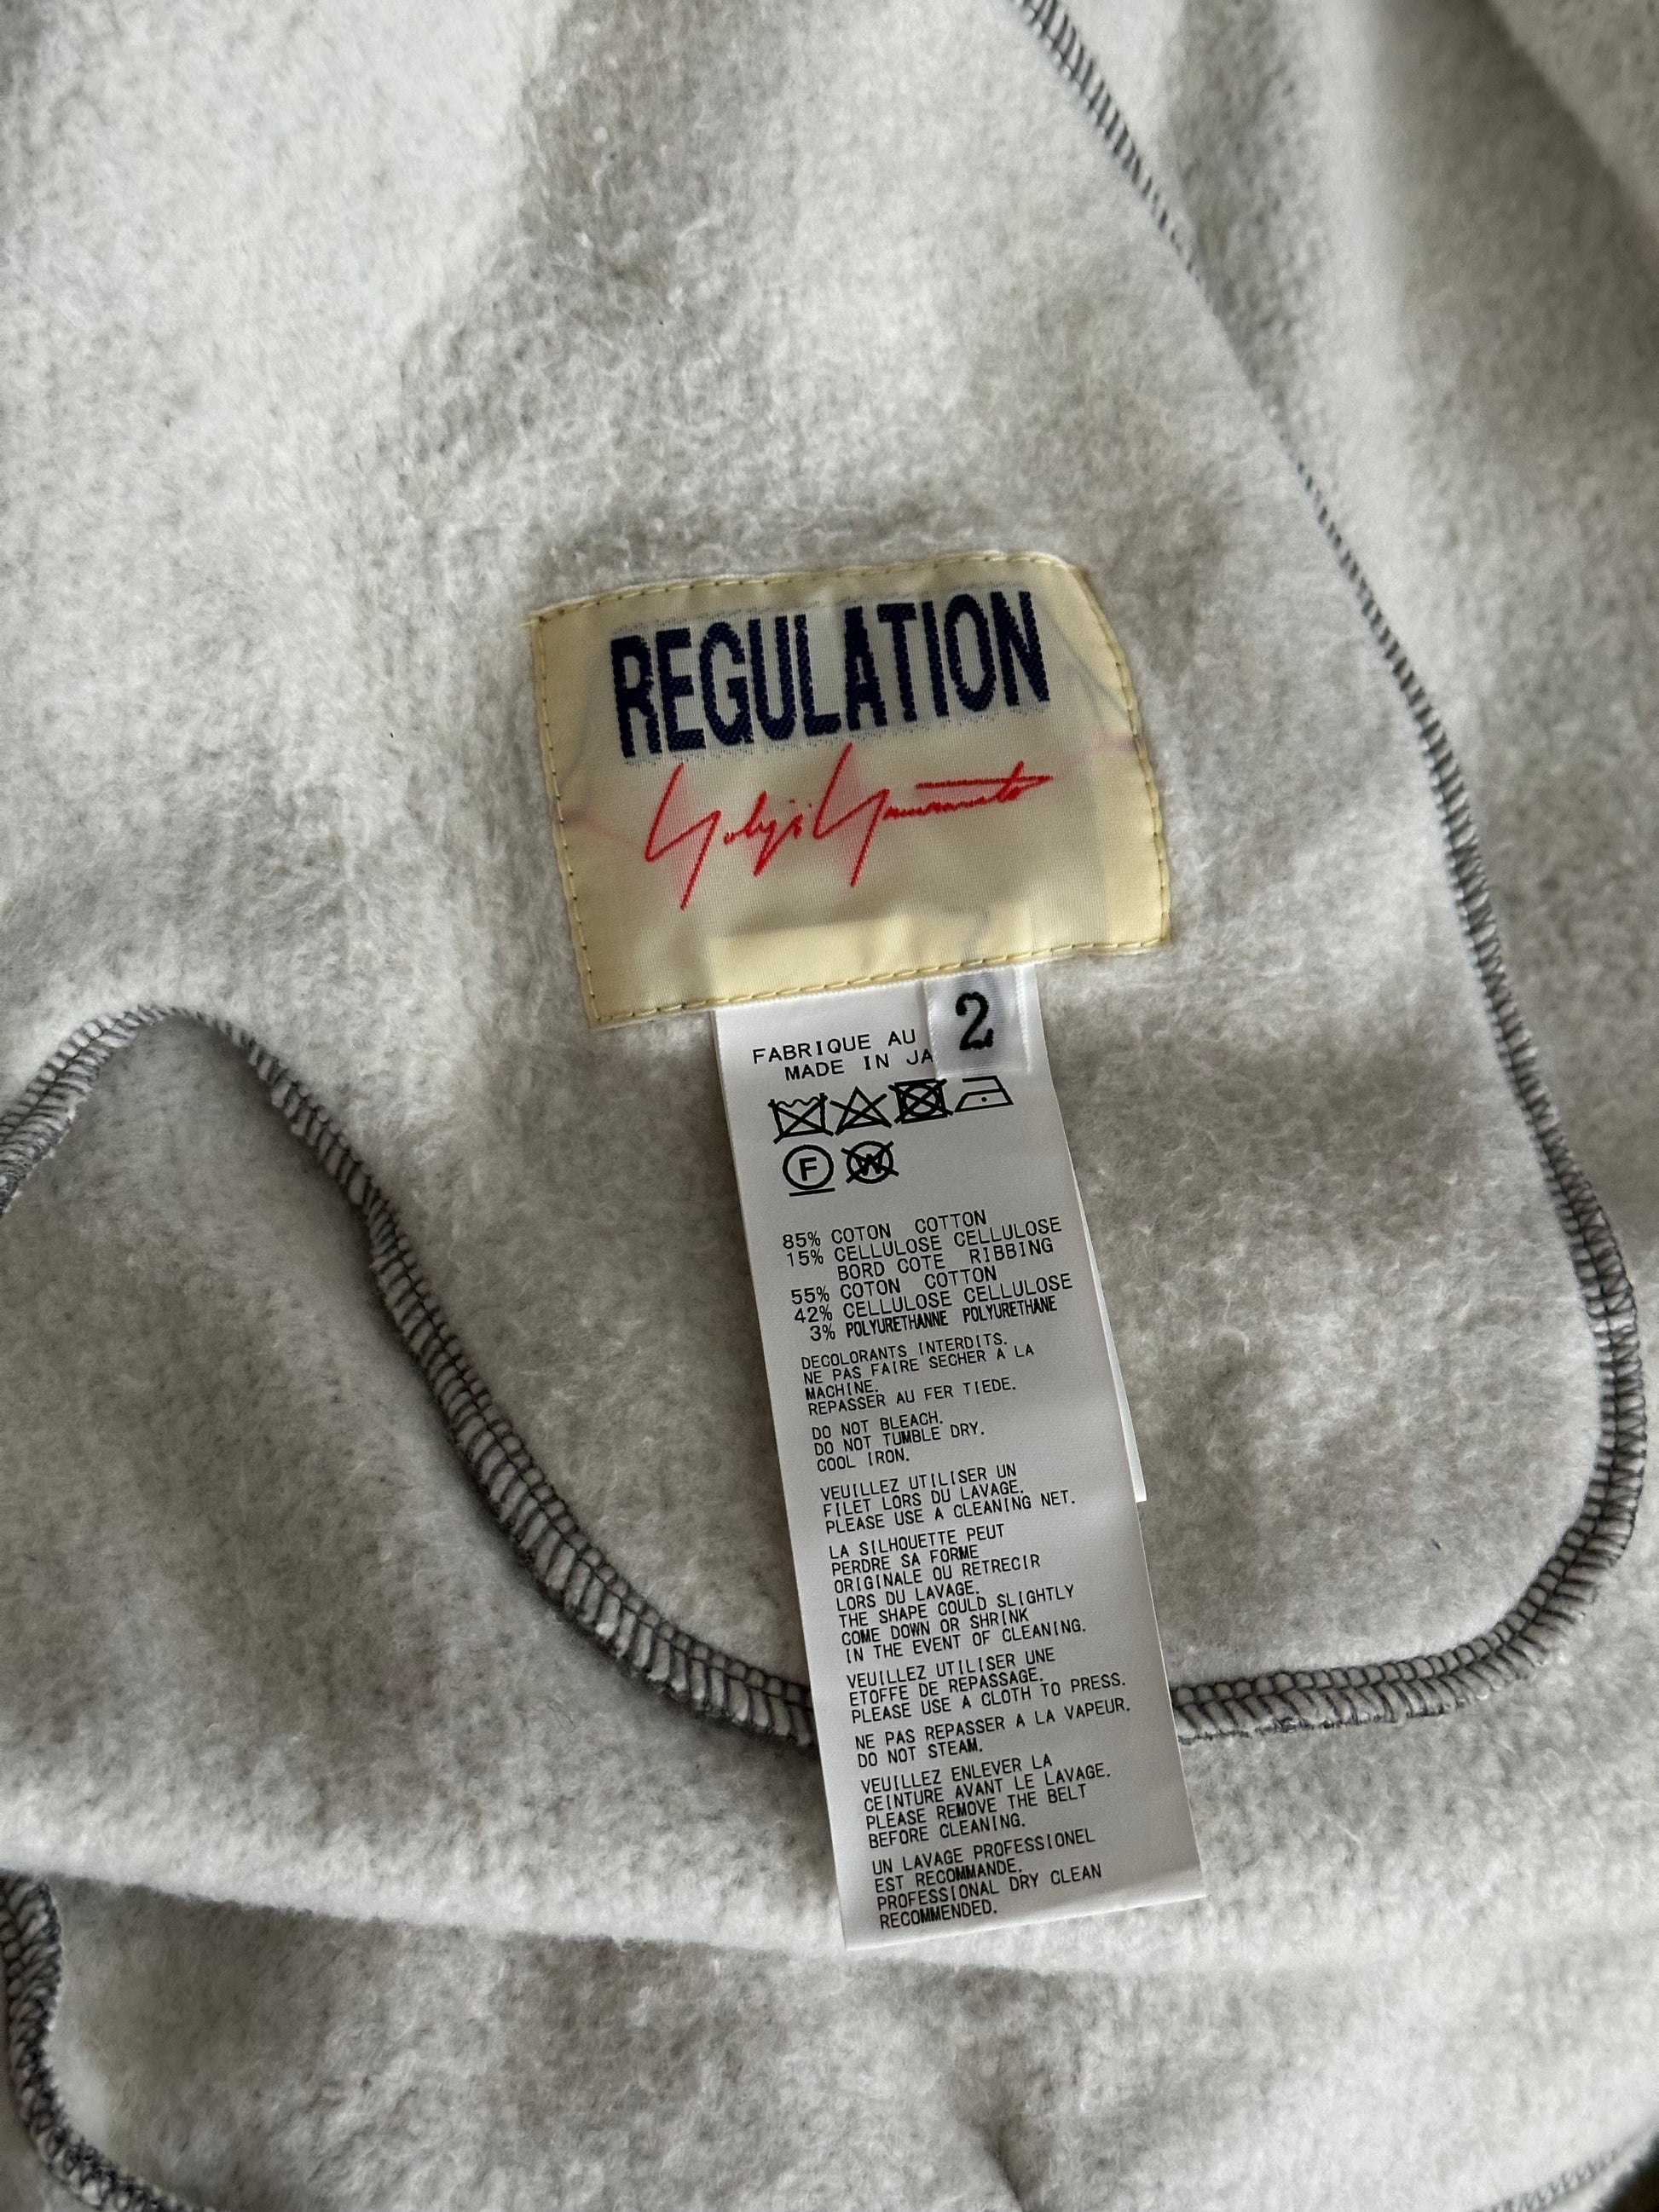 REGULATION
Yohji Yamamoto
2
FABRIQUE AU
MADE IN JA
F
W
85% COTON COTTON
15% CELLULOSE CELLULOSE
BORD COTE RIBBING
55% COTON COTTON
42% CELLULOSE CELLULOSE
3% POLYURETHANNE POLYURETHANE
DECOLORANTS INTERDITS.
NE PAS FAIRE SECHER A LA
MACHINE.
REPASSER AU FER TIEDE.
DO NOT BLEACH.
DO NOT TUMBLE DRY.
COOL IRON.
VEUILLEZ UTILISER UN
FILET LORS DU LAVAGE.
PLEASE USE A CLEANING NET.
LA SILHOUETTE PEUT
PERDRE SA FORME
ORIGINALE OU RETRECIR
LORS DU LAVAGE.
THE SHAPE COULD SLIGHTLY
COME DOWN OR SHRINK
IN THE EVENT OF CLEANING.
VEUILLEZ UTILISER UNE
ETOFFE DE REPASSAGE.
PLEASE USE A CLOTH TO PRESS.
NE PAS REPASSER A LA VAPEUR.
DO NOT STEAM.
VEUILLEZ ENLEVER LA
CEINTURE AVANT LE LAVAGE.
PLEASE REMOVE THE BELT
BEFORE CLEANING.
UN LAVAGE PROFESSIONEL
EST RECOMMANDE.
PROFESSIONAL DRY CLEAN
RECOMMENDED.